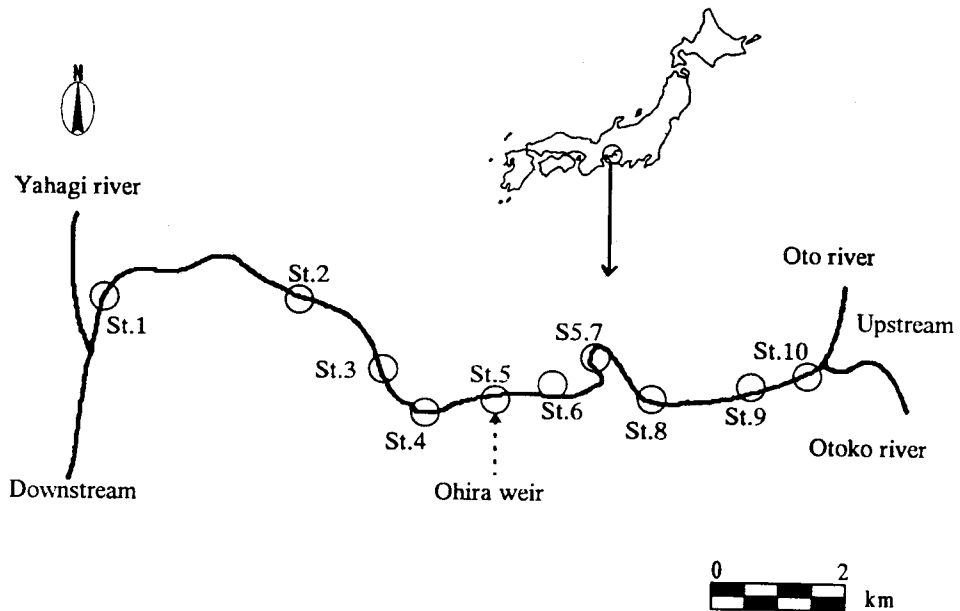 N
Yahagi river
St.1
St.2
St.3
St.4
St.5
St.6
S5.7
St.8
St.9
St.10
Oto river
Upstream
Otoko river
Downstream
Ohira weir
0 2
km